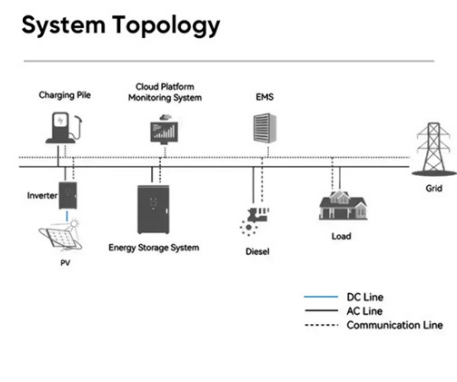 System Topology
Charging Pile
Cloud Platform
Monitoring System
EMS
Grid
Inverter
PV
Energy Storage System
Diesel
Load
DC Line
AC Line
Communication Line